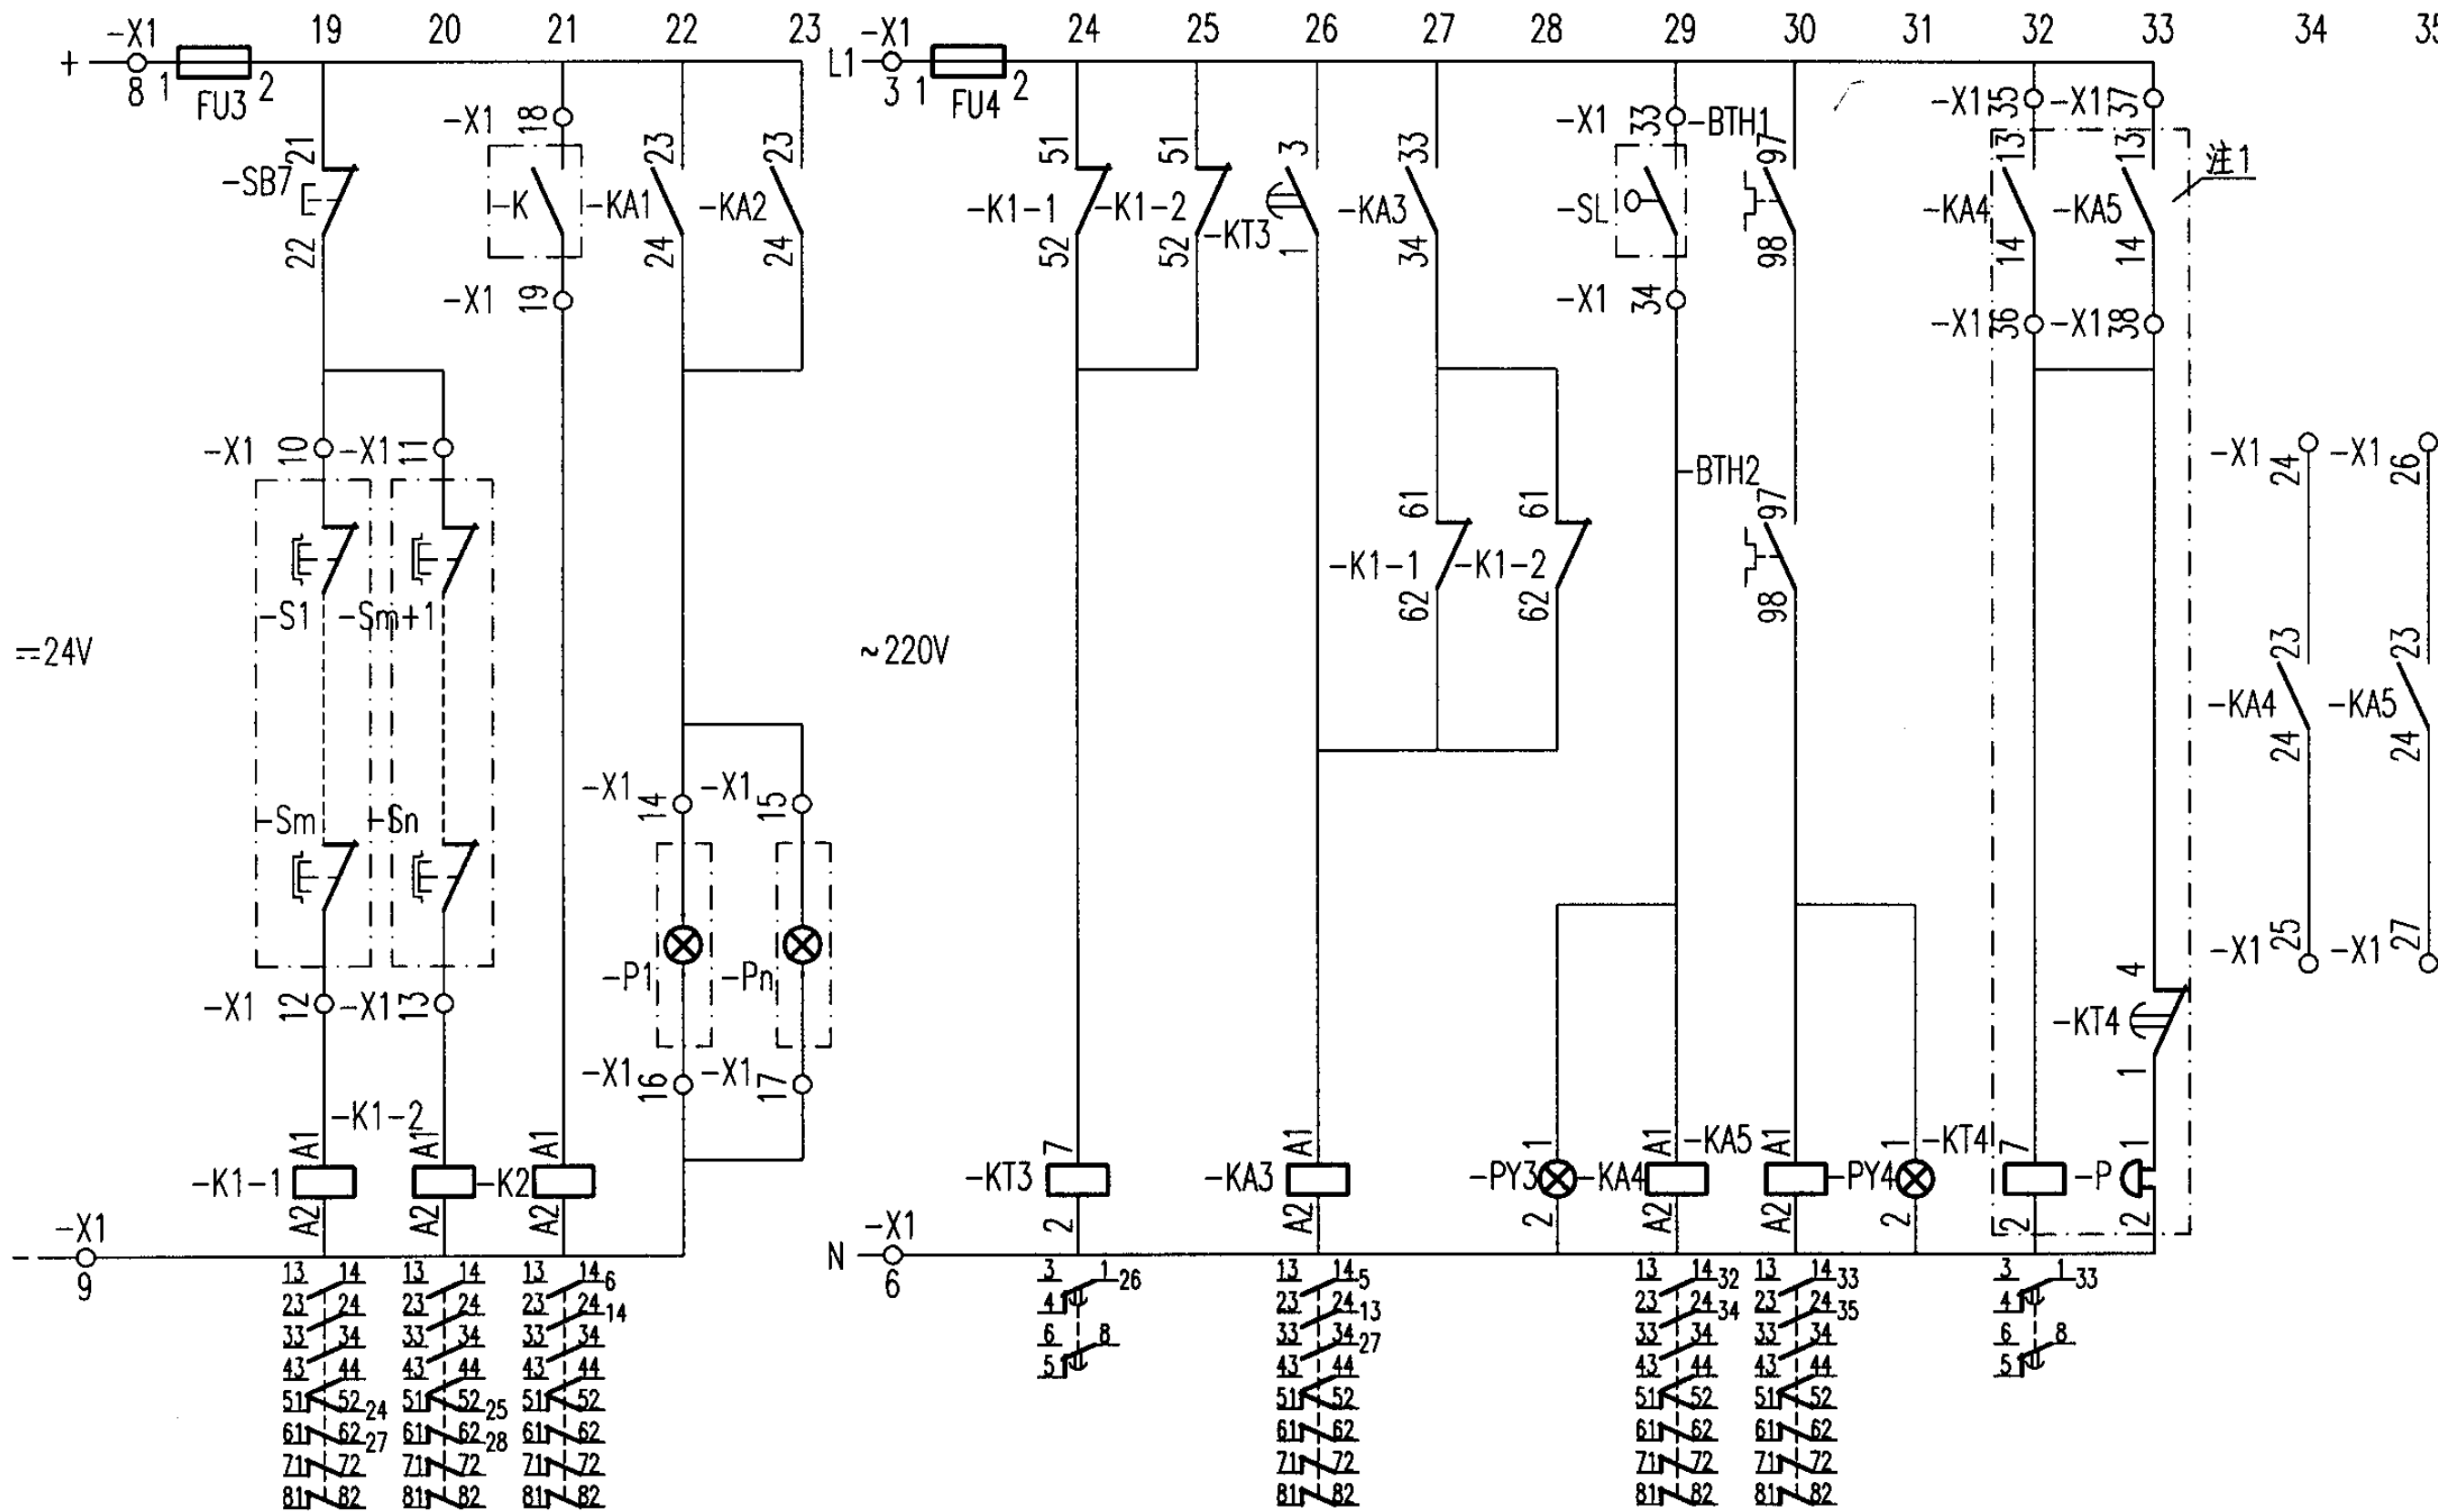 19 20 21 22 23 24 25 26 27 28 29 30 31 32 33 34 35
+ -X1 8 1 FU3 2
L1 -X1 3 1 FU4 2
-X1 18 -X1 33 -BTH1 -X1 35 -X1 37
21 23 23 51 51 3 33 97 13 13 注1
-SB7 -K -KA1 -KA2 -K1-1 -K1-2 -KT3 -KA3 -SL -KA4 -KA5
22 24 24 52 52 1 34 98 14 14
-X1 19 -X1 34 -X1 36 -X1 38
-X1 10 -X1 11 -X1 24 -X1 26
-BTH2
61 61 97
-K1-1 -K1-2
62 62 98
-S1 -Sm+1
=24V ~220V
23 23
-KA4 -KA5
24 24
-X1 14 -X1 15
-Sm -Sn
-P1 -Pn
-X1 25 -X1 27
4
-X1 12 -X1 13
-KT4
1
-X1 16 -X1 17
-K1-2
A1 A1 A1 7 A1 1 A1 -KA5 A1 1 -KT4 7 1
-K1-1 -K2 -KT3 -KA3 -PY3 -KA4 -PY4 -P
A2 A2 A2 2 A2 2 A2 A2 2 2 2
- -X1 9
N -X1 6
13 14 13 14 13 14 6 3 1 26 13 14 5 13 14 32 13 14 33 3 1 33
23 24 23 24 23 24 14 4 23 24 13 23 24 34 23 24 35 4
33 34 33 34 33 34 6 8 33 34 27 33 34 33 34 6 8
43 44 43 44 43 44 5 43 44 43 44 43 44 5
51 52 24 51 52 25 51 52 51 52 51 52 51 52
61 62 27 61 62 28 61 62 61 62 61 62 61 62
71 72 71 72 71 72 71 72 71 72 71 72
81 82 81 82 81 82 81 82 81 82 81 82